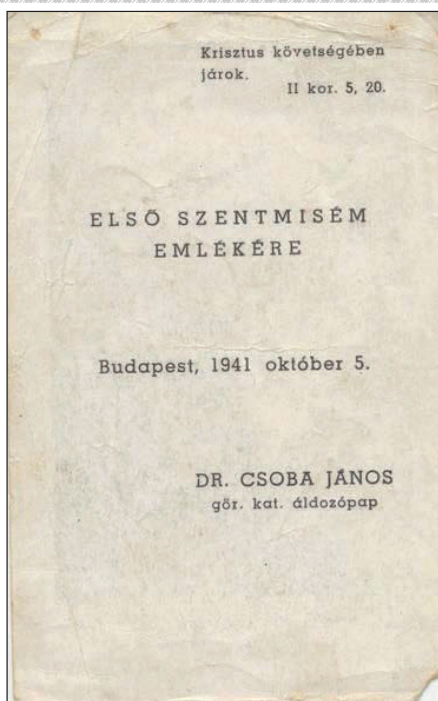 Krisztus követségében
járok.
II kor. 5, 20.
ELSŐ SZENTMISÉM
EMLÉKÉRE
Budapest, 1941 október 5.
DR. CSOBA JÁNOS
gör. kat. áldozópap